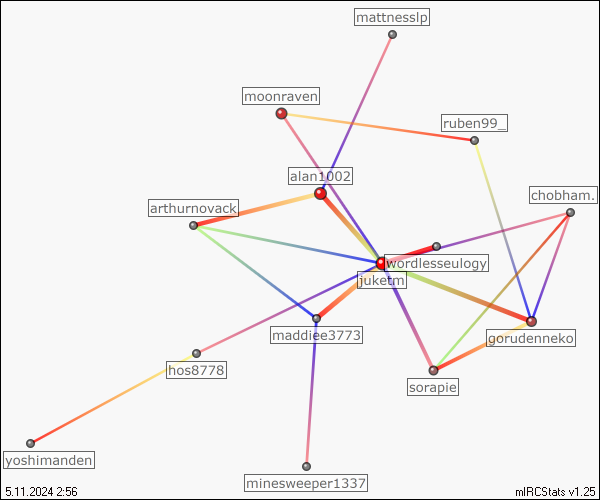 mattnesslp
moonraven
ruben99_
alan1002
chobham.
arthurnovack
wordlesseulogy
juketm
maddiee3773
gorudenneko
hos8778
sorapie
yoshimanden
minesweeper1337
5.11.2024 2:56
mIRCStats v1.25